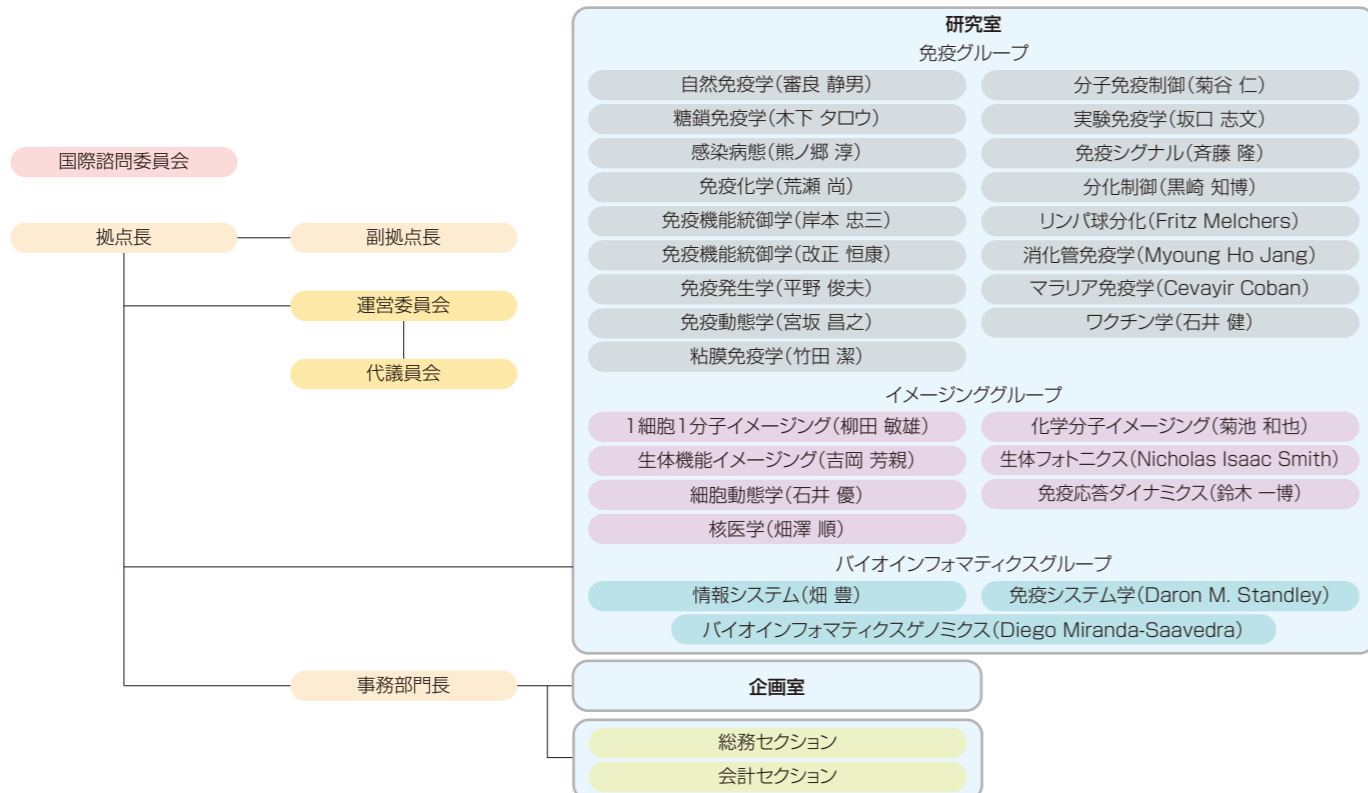 国際諮問委員会
拠点長
副拠点長
運営委員会
代議員会
研究室
免疫グループ
自然免疫学(審良 静男)
分子免疫制御(菊谷 仁)
糖鎖免疫学(木下 タロウ)
実験免疫学(坂口 志文)
感染病態(熊ノ郷 淳)
免疫シグナル(斉藤 隆)
免疫化学(荒瀬 尚)
分化制御(黒崎 知博)
免疫機能統御学(岸本 忠三)
リンパ球分化(Fritz Melchers)
免疫機能統御学(改正 恒康)
消化管免疫学(Myoung Ho Jang)
免疫発生学(平野 俊夫)
マラリア免疫学(Cevayir Coban)
免疫動態学(宮坂 昌之)
ワクチン学(石井 健)
粘膜免疫学(竹田 潔)
イメージンググループ
1細胞1分子イメージング(柳田 敏雄)
化学分子イメージング(菊池 和也)
生体機能イメージング(吉岡 芳親)
生体フォトニクス(Nicholas Isaac Smith)
細胞動態学(石井 優)
免疫応答ダイナミクス(鈴木 一博)
核医学(畑澤 順)
バイオインフォマティクスグループ
情報システム(畑 豊)
免疫システム学(Daron M. Standley)
バイオインフォマティクスゲノミクス(Diego Miranda-Saavedra)
事務部門長
企画室
総務セクション
会計セクション